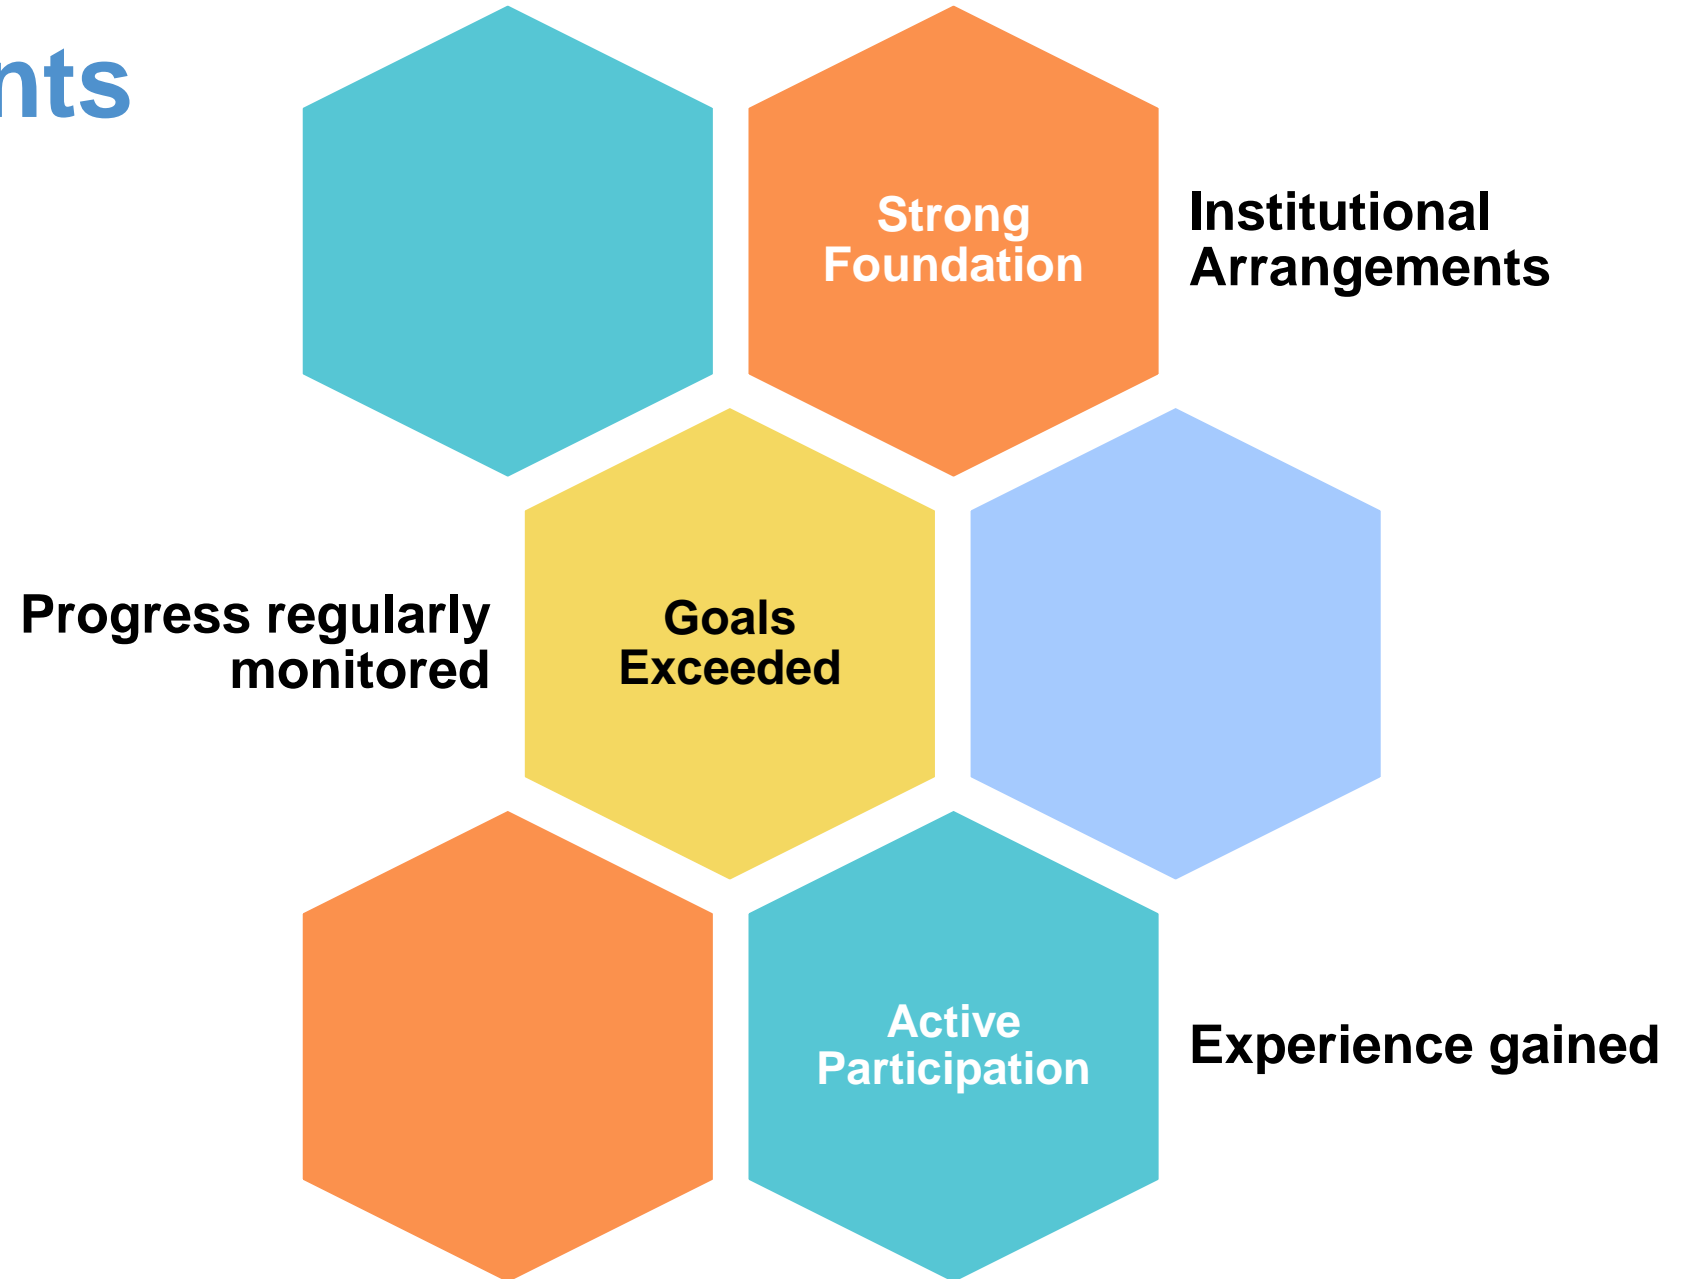 nts
Strong
Foundation
Institutional
Arrangements
Progress regularly
monitored
Goals
Exceeded
Active
Participation
Experience gained